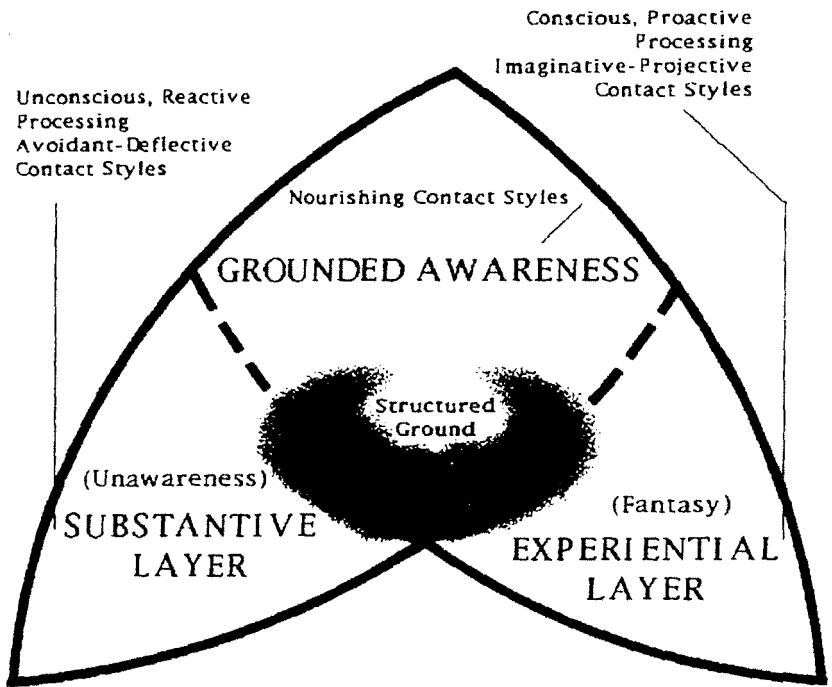 Conscious, Proactive
Processing
Imaginative-Projective
Contact Styles
Unconscious, Reactive
Processing
Avoidant-Deflective
Contact Styles
Nourishing Contact Styles
GROUNDED AWARENESS
Structured
Ground
(Unawareness)
SUBSTANTIVE
LAYER
(Fantasy)
EXPERIENTIAL
LAYER